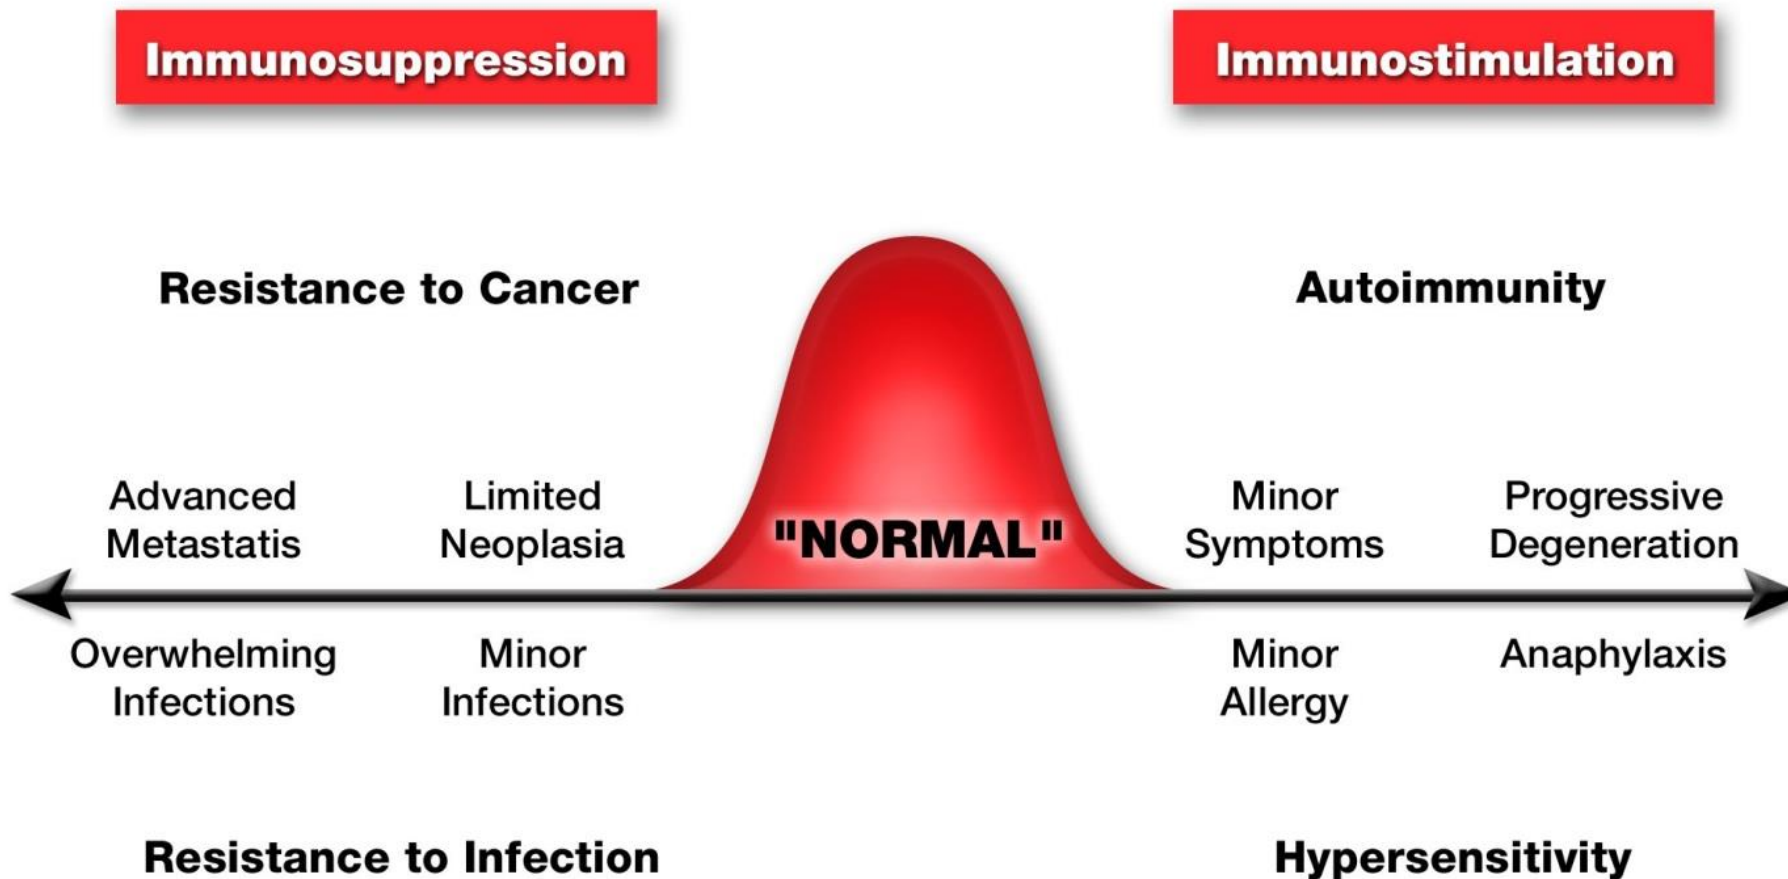 Immunosuppression
Immunostimulation
Resistance to Cancer
Autoimmunity
Advanced
Metastatis
Limited
Neoplasia
"NORMAL"
Minor
Symptoms
Progressive
Degeneration
Overwhelming
Infections
Minor
Infections
Minor
Allergy
Anaphylaxis
Resistance to Infection
Hypersensitivity